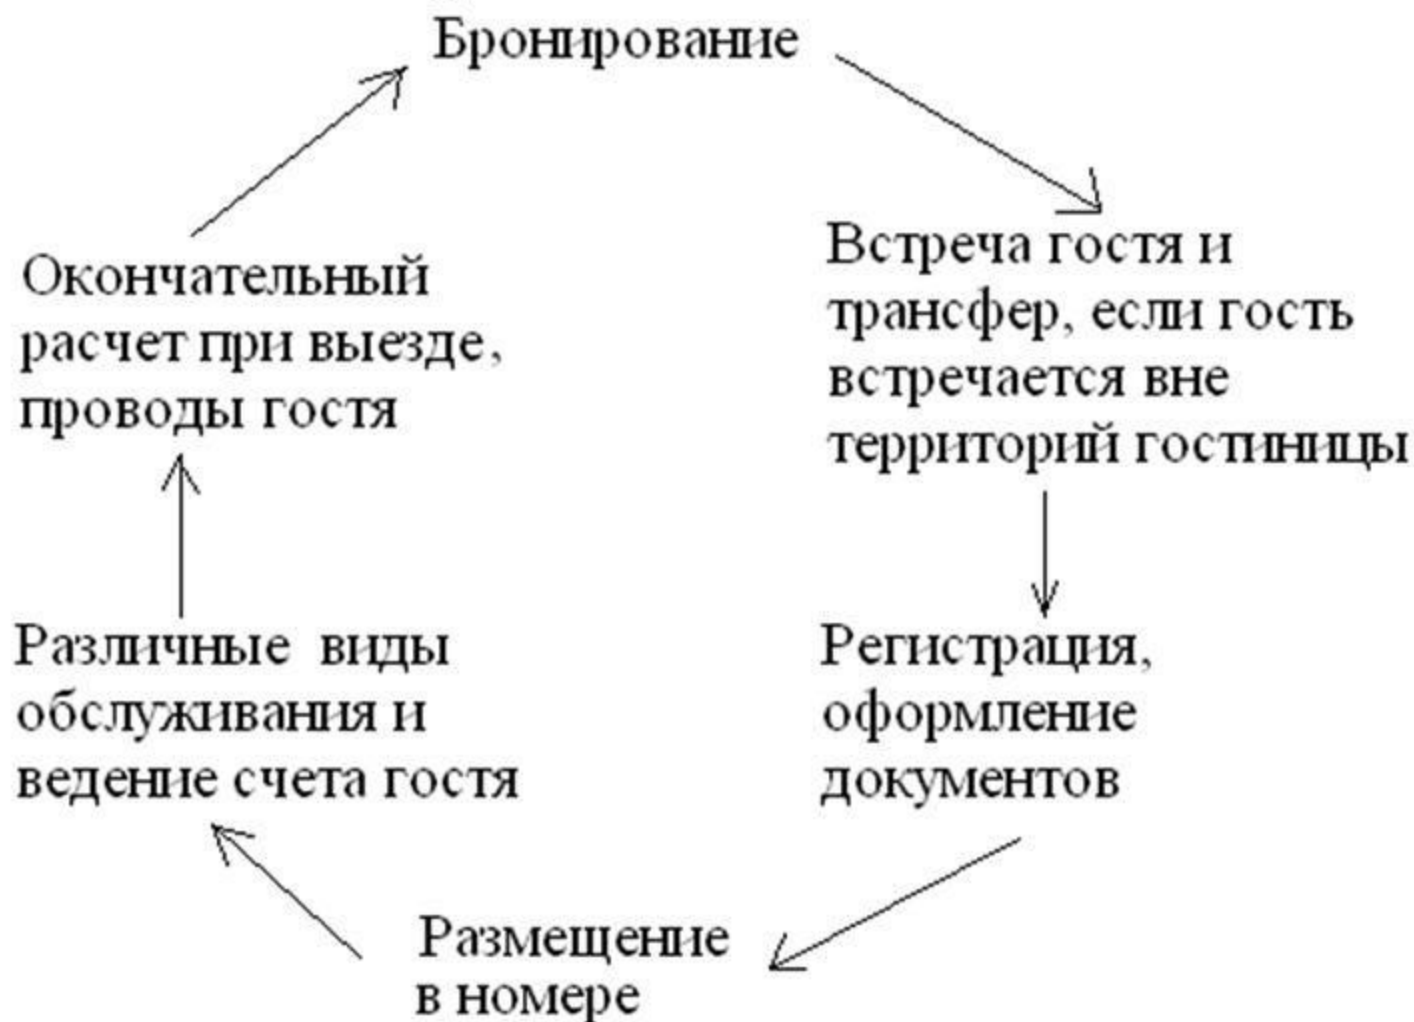 Бронирование
Встреча гостя и
трансфер, если гость
встречается вне
территорий гостиницы
Регистрация,
оформление
документов
Размещение
в номере
Различные виды
обслуживания и
ведение счета гостя
Окончательный
расчет при выезде,
проводы гостя